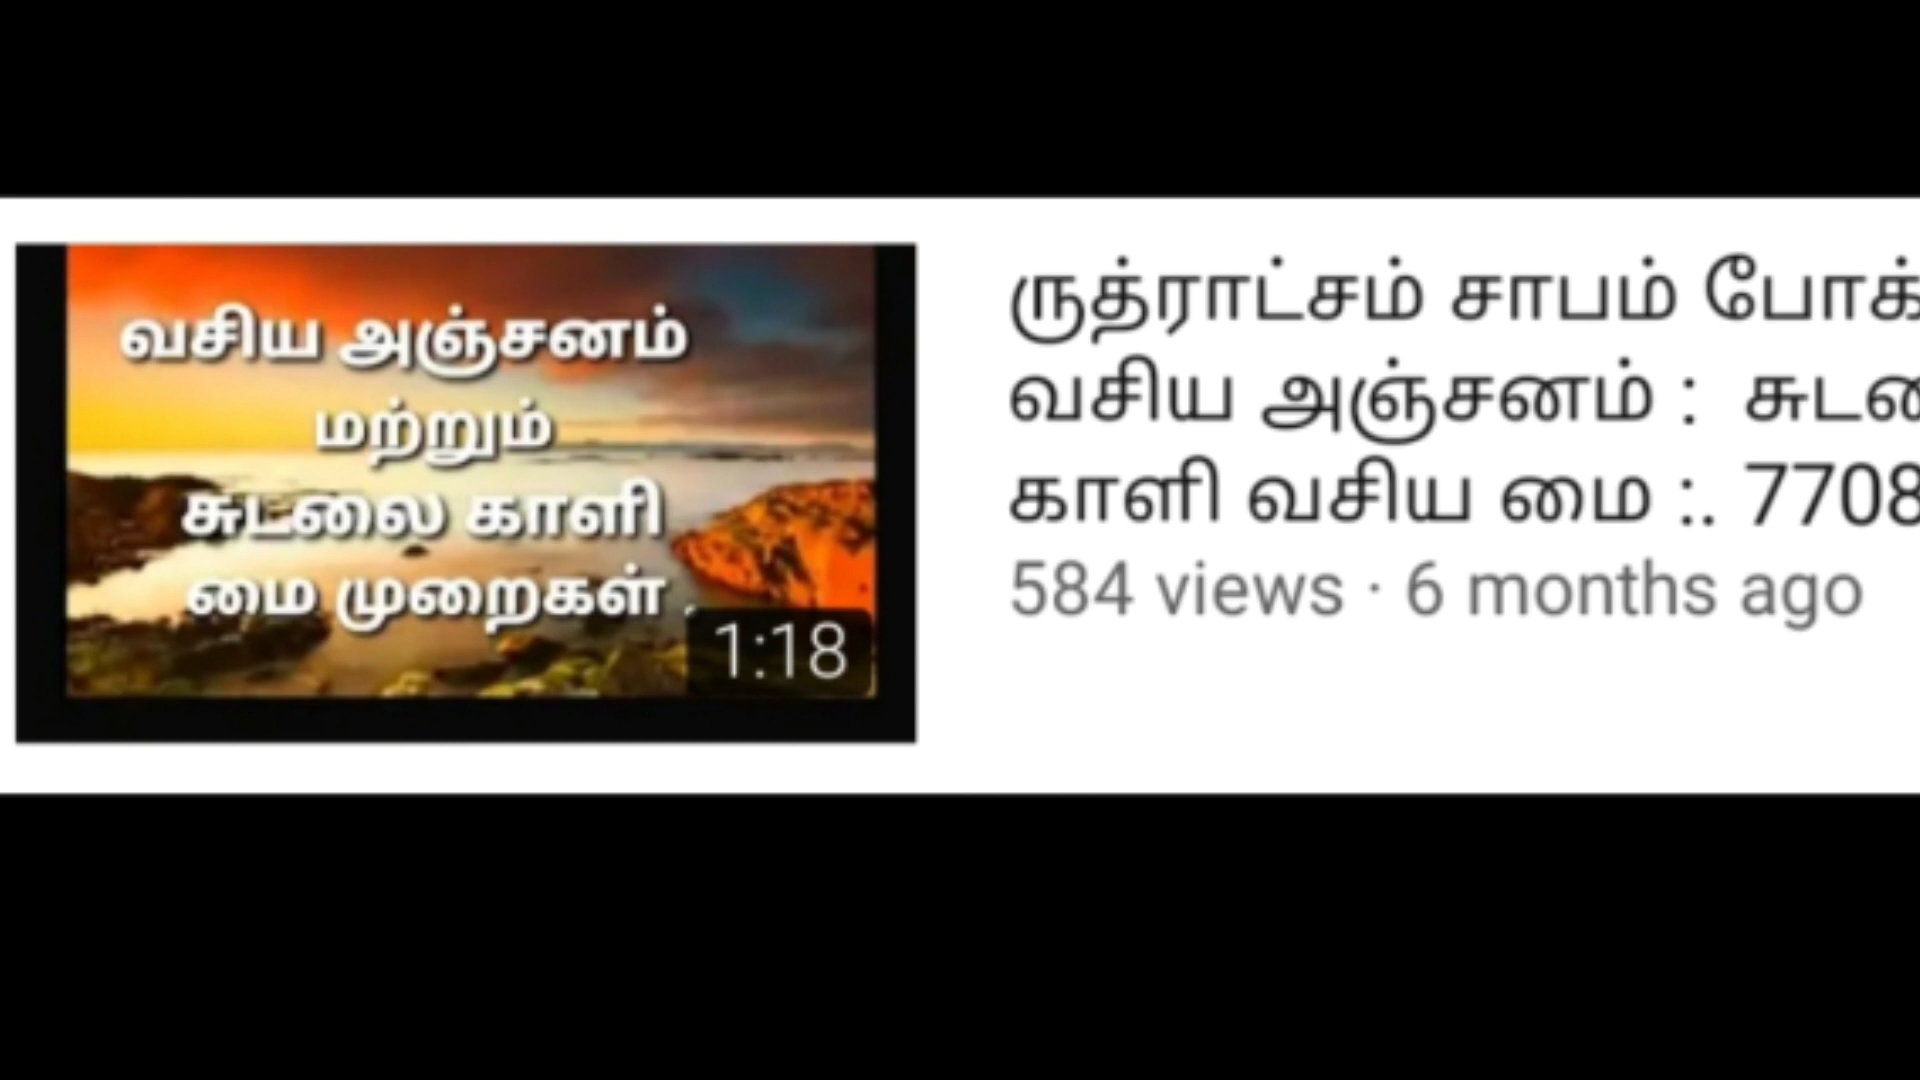 வசிய அஞ்சனம்
மற்றும்
சுடலை காளி
மை முறைகள் .
1:18
ருத்ராட்சம் சாபம் போக்
வசிய அஞ்சனம் : சுடலை
காளி வசிய மை :. 7708
584 views · 6 months ago